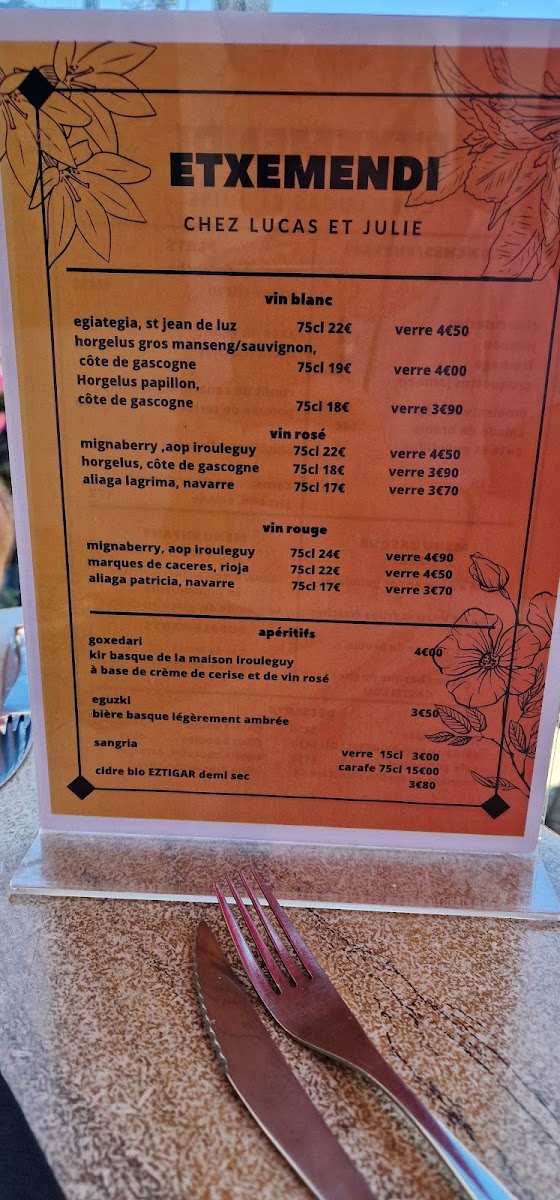 ETXEMENDI
CHEZ LUCAS ET JULIE
vin blanc
egiategia, st jean de luz 75cl 22€ verre 4€50
horgelus gros manseng/sauvignon,
côte de gascogne 75cl 19€ verre 4€00
Horgelus papillon,
côte de gascogne 75cl 18€ verre 3€90
vin rosé
mignaberry ,aop irouleguy 75cl 22€ verre 4€50
horgelus, côte de gascogne 75cl 18€ verre 3€90
aliaga lagrima, navarre 75cl 17€ verre 3€70
vin rouge
mignaberry, aop irouleguy 75cl 24€ verre 4€90
marques de caceres, rioja 75cl 22€ verre 4€50
aliaga patricia, navarre 75cl 17€ verre 3€70
apéritifs
goxedari 4€00
kir basque de la maison irouleguy
à base de crème de cerise et de vin rosé
eguzki
bière basque légèrement ambrée 3€50
sangria verre 15cl 3€00
carafe 75cl 15€00
cidre bio EZTIGAR demi sec 3€80